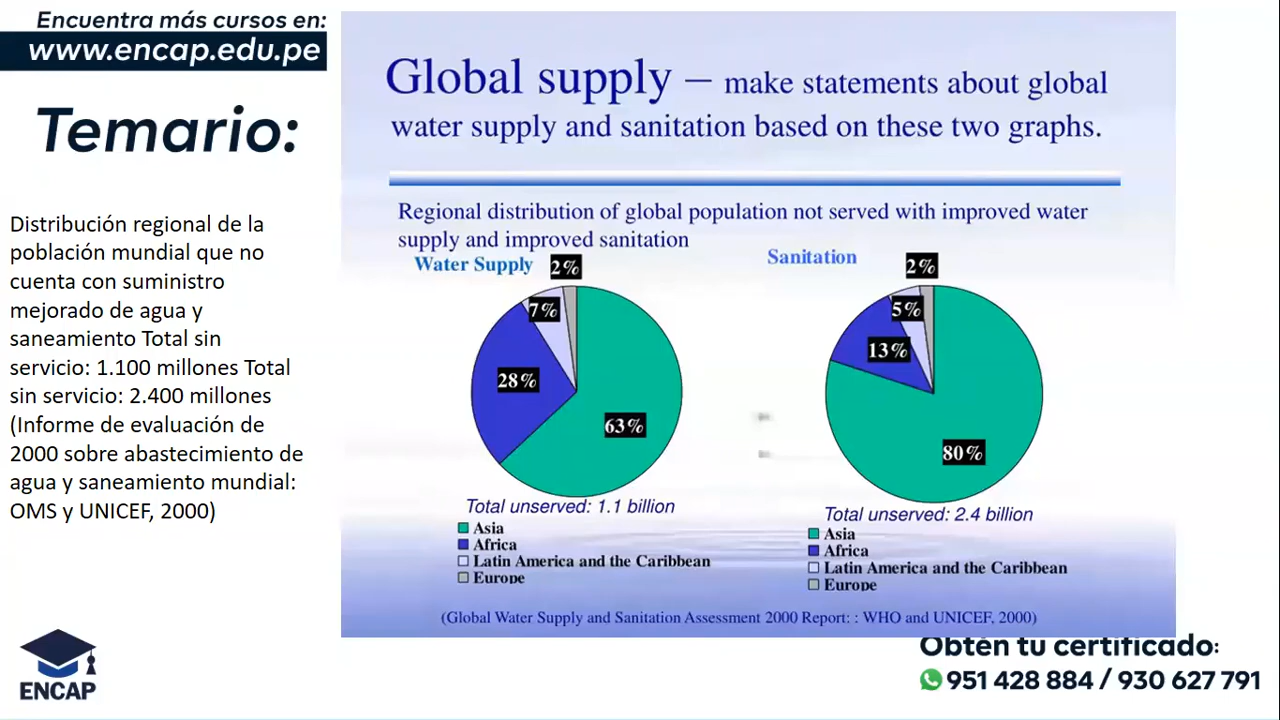 Encuentra más cursos en:
www.encap.edu.pe
Temario:
Distribución regional de la
población mundial que no
cuenta con suministro
mejorado de agua y
saneamiento Total sin
servicio: 1.100 millones Total
sin servicio: 2.400 millones
(Informe de evaluación de
2000 sobre abastecimiento de
agua y saneamiento mundial:
OMS y UNICEF, 2000)
ENCAP
Global supply – make statements about global
water supply and sanitation based on these two graphs.
Regional distribution of global population not served with improved water
supply and improved sanitation
Water Supply
2%
7%
28%
63%
Total unserved: 1.1 billion
Asia
Africa
Latin America and the Caribbean
Europe
Sanitation
2%
5%
13%
80%
Total unserved: 2.4 billion
Asia
Africa
Latin America and the Caribbean
Europe
(Global Water Supply and Sanitation Assessment 2000 Report: : WHO and UNICEF, 2000)
Obtén tu certificado:
951 428 884 / 930 627 791